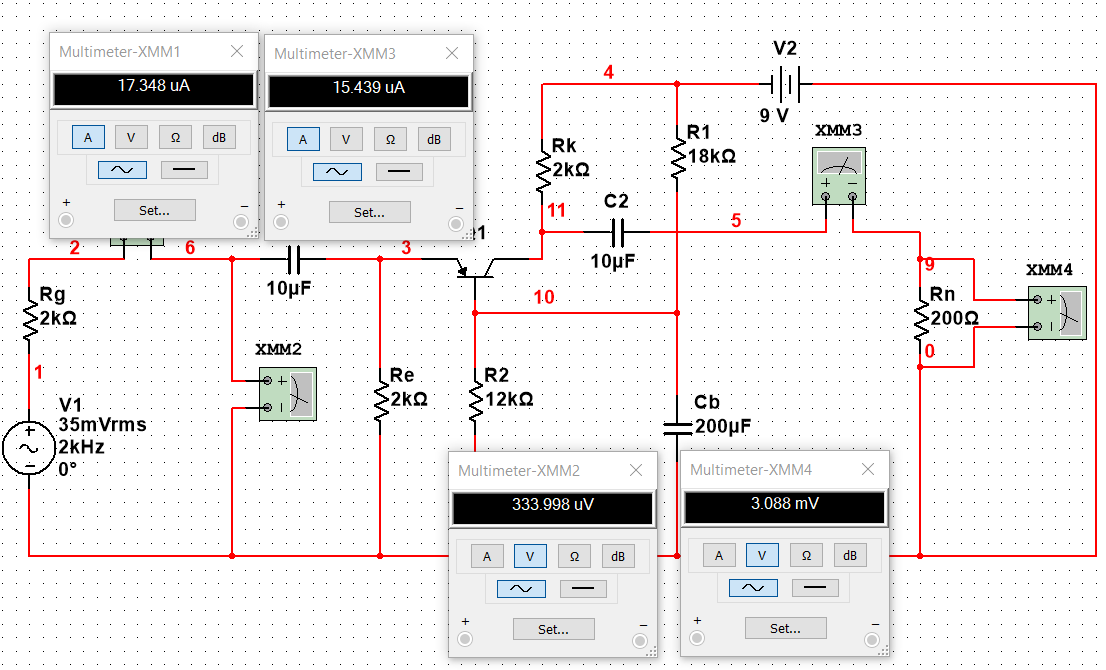 Multimeter-XMM1
17.348 uA
A V Ω dB
+
Set...
−
Multimeter-XMM3
15.439 uA
A V Ω dB
+
Set...
−
4
V2
9 V
XMM3
+ −
Rk
2kΩ
R1
18kΩ
11
C2
10µF
5
1
2
6
10µF
3
10
9
XMM4
+
Rn
200Ω
0
Rg
2kΩ
1
XMM2
+
Re
2kΩ
R2
12kΩ
Cb
200µF
V1
35mVrms
2kHz
0°
+
Multimeter-XMM2
333.998 uV
A V Ω dB
+
Set...
−
Multimeter-XMM4
3.088 mV
A V Ω dB
+
Set...
−